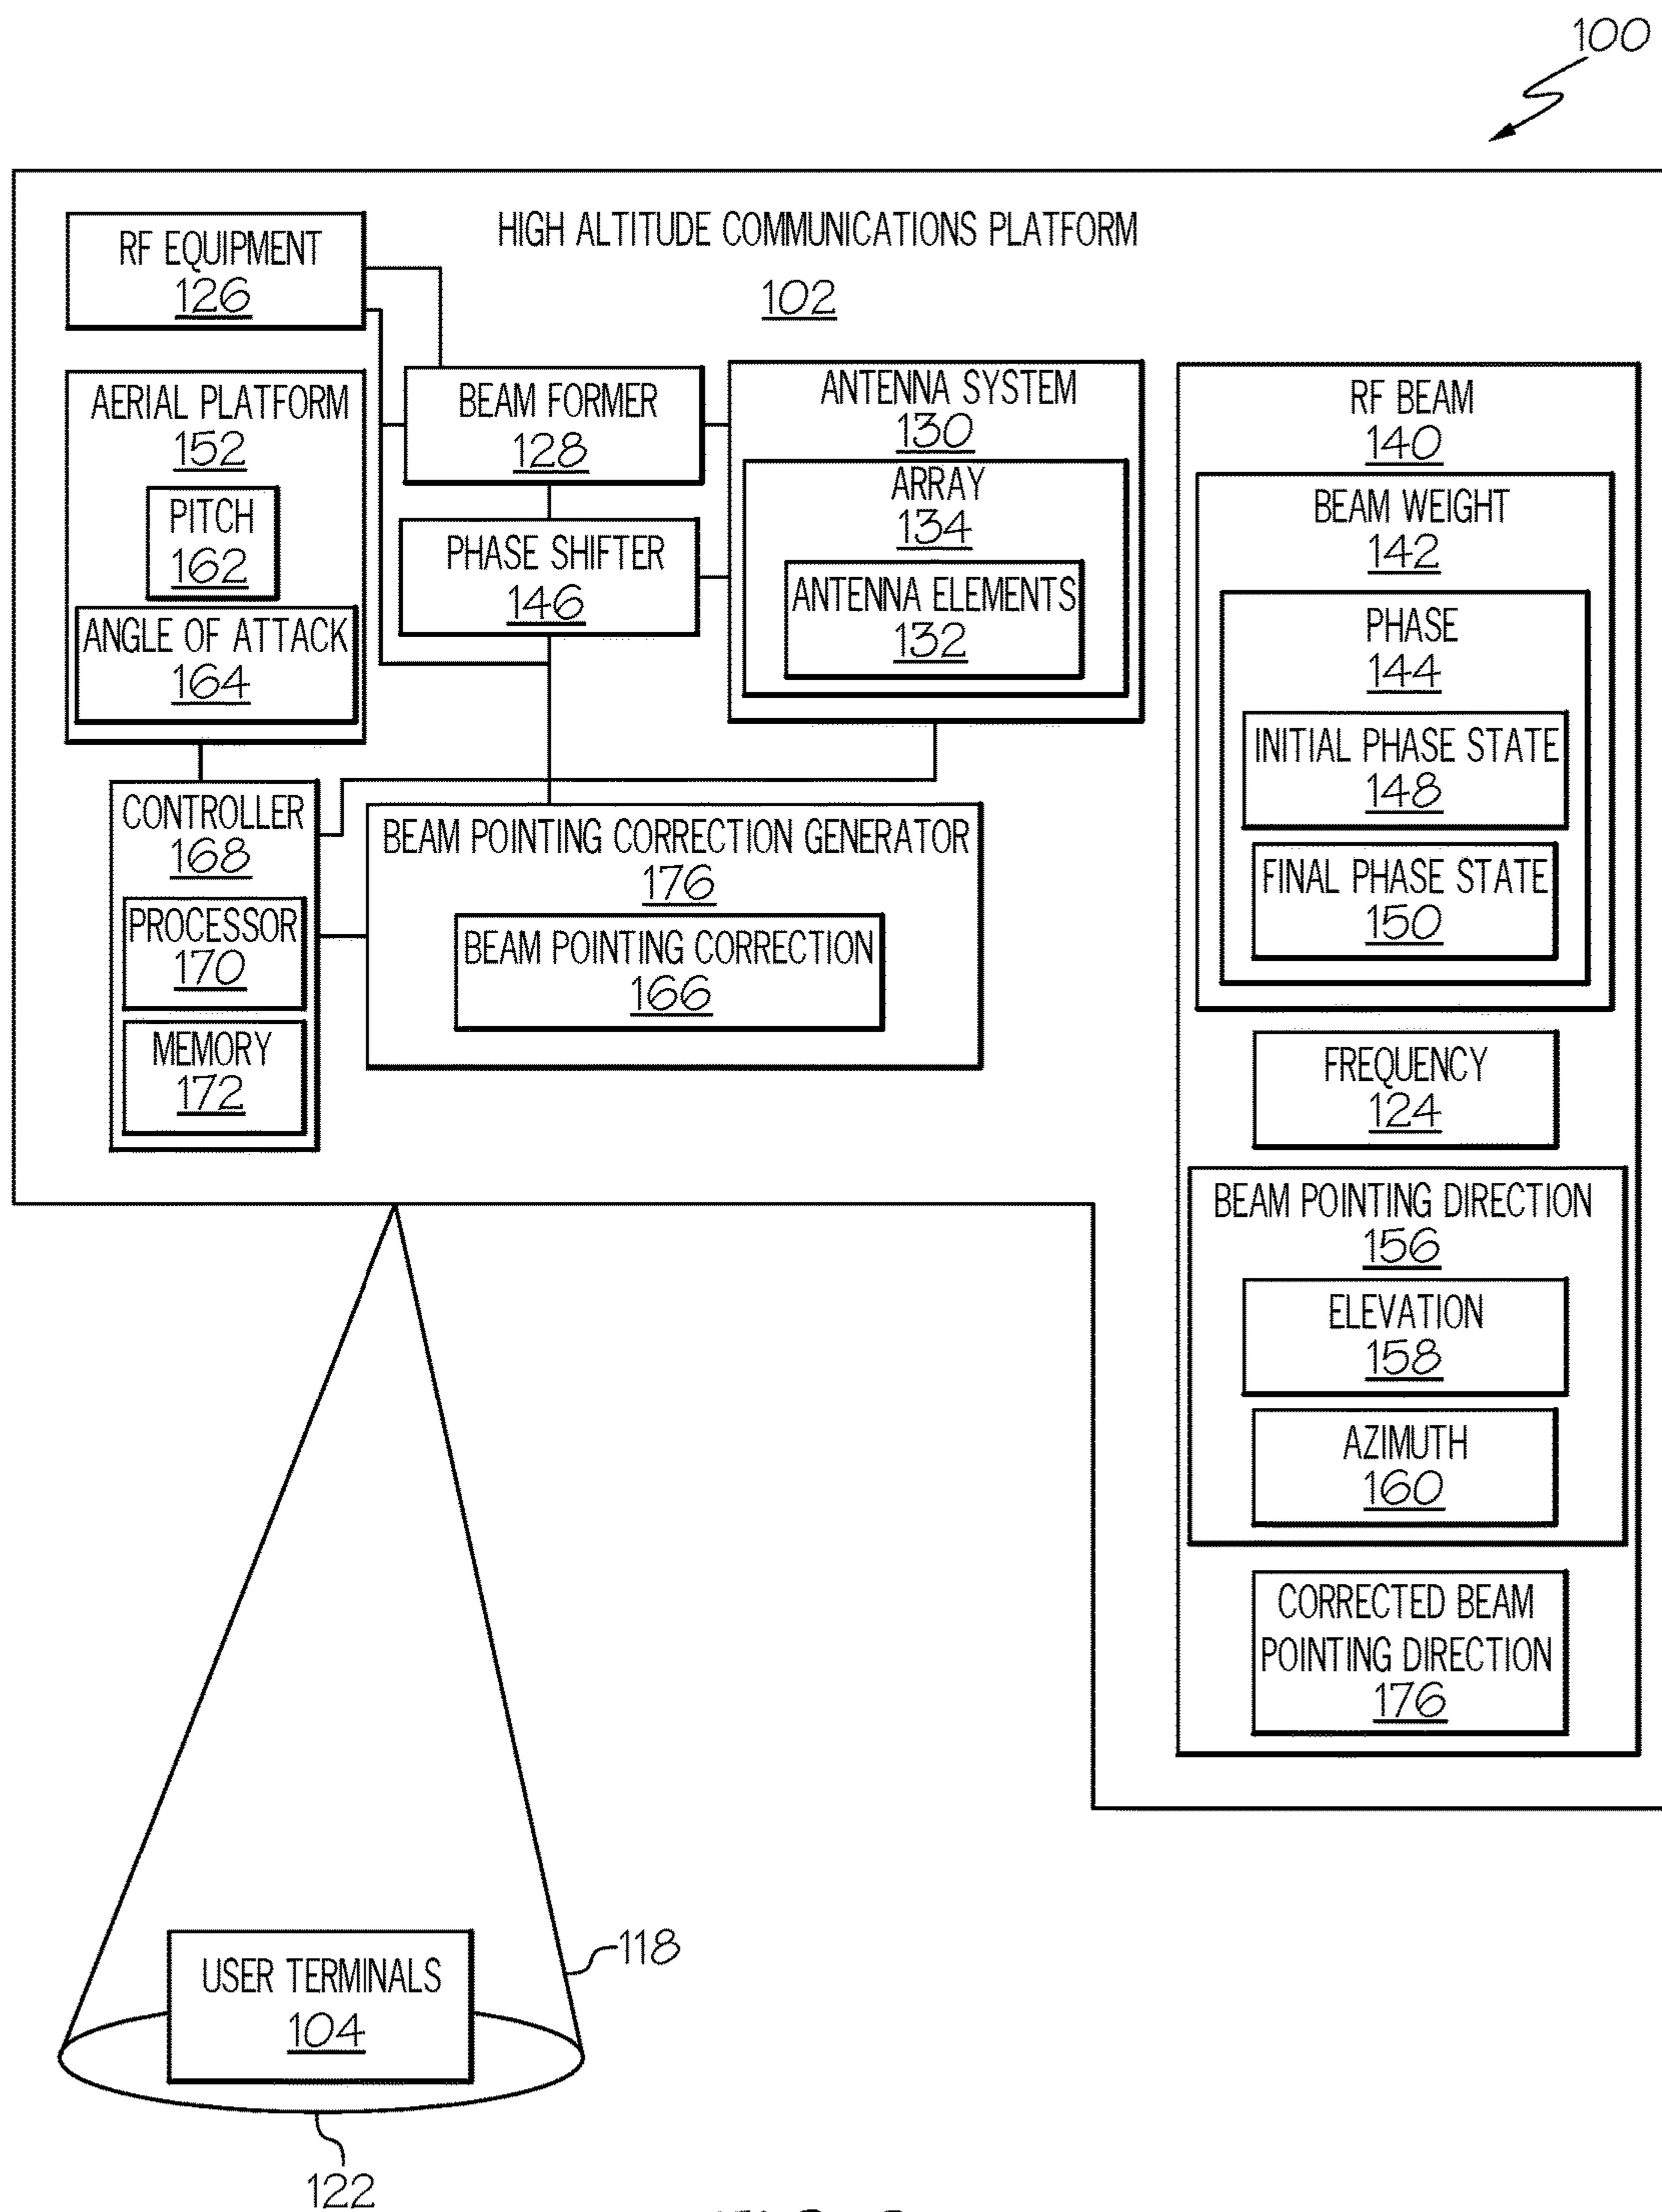 100
HIGH ALTITUDE COMMUNICATIONS PLATFORM
102
RF EQUIPMENT
126
AERIAL PLATFORM
152
PITCH
162
ANGLE OF ATTACK
164
BEAM FORMER
128
PHASE SHIFTER
146
ANTENNA SYSTEM
130
ARRAY
134
ANTENNA ELEMENTS
132
CONTROLLER
168
PROCESSOR
170
MEMORY
172
BEAM POINTING CORRECTION GENERATOR
176
BEAM POINTING CORRECTION
166
RF BEAM
140
BEAM WEIGHT
142
PHASE
144
INITIAL PHASE STATE
148
FINAL PHASE STATE
150
FREQUENCY
124
BEAM POINTING DIRECTION
156
ELEVATION
158
AZIMUTH
160
CORRECTED BEAM
POINTING DIRECTION
176
USER TERMINALS
104
118
122